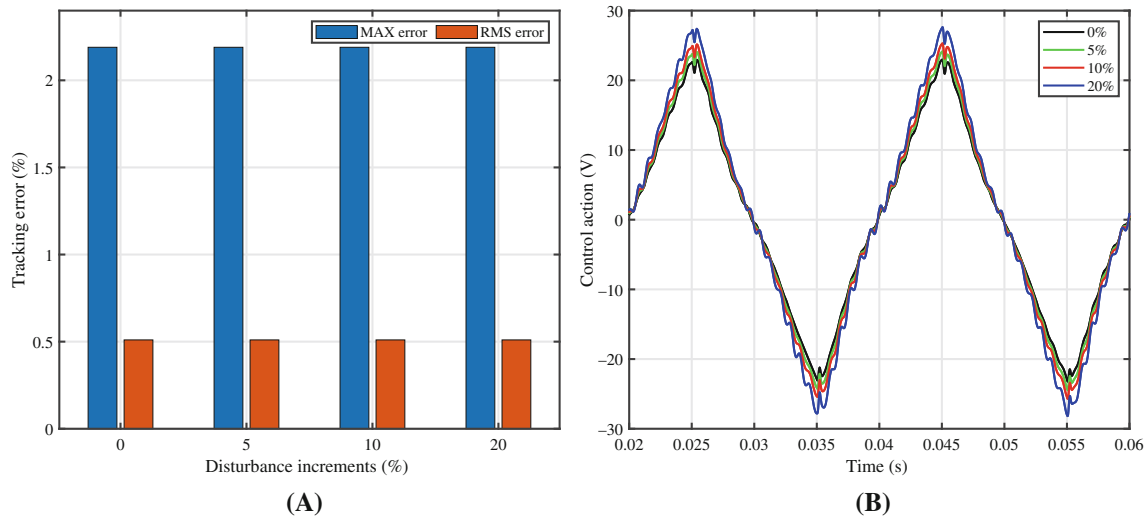 MAX error RMS error
2
1.5
1
0.5
0
Tracking error (%)
0 5 10 20
Disturbance increments (%)
(A)
0%
5%
10%
20%
30
20
10
0
−10
−20
−30
Control action (V)
0.02 0.025 0.03 0.035 0.04 0.045 0.05 0.055 0.06
Time (s)
(B)